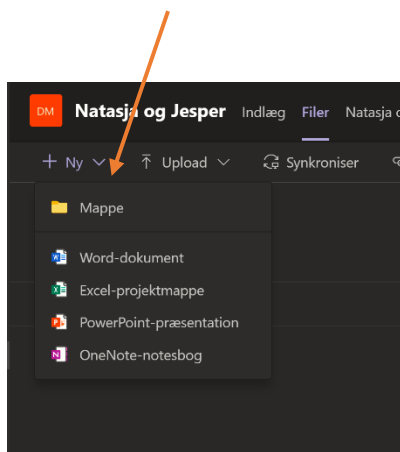 DM Natasja og Jesper Indlæg Filer Natasja
Ny Upload Synkroniser
Mappe
Word-dokument
Excel-projektmappe
PowerPoint-præsentation
OneNote-notesbog